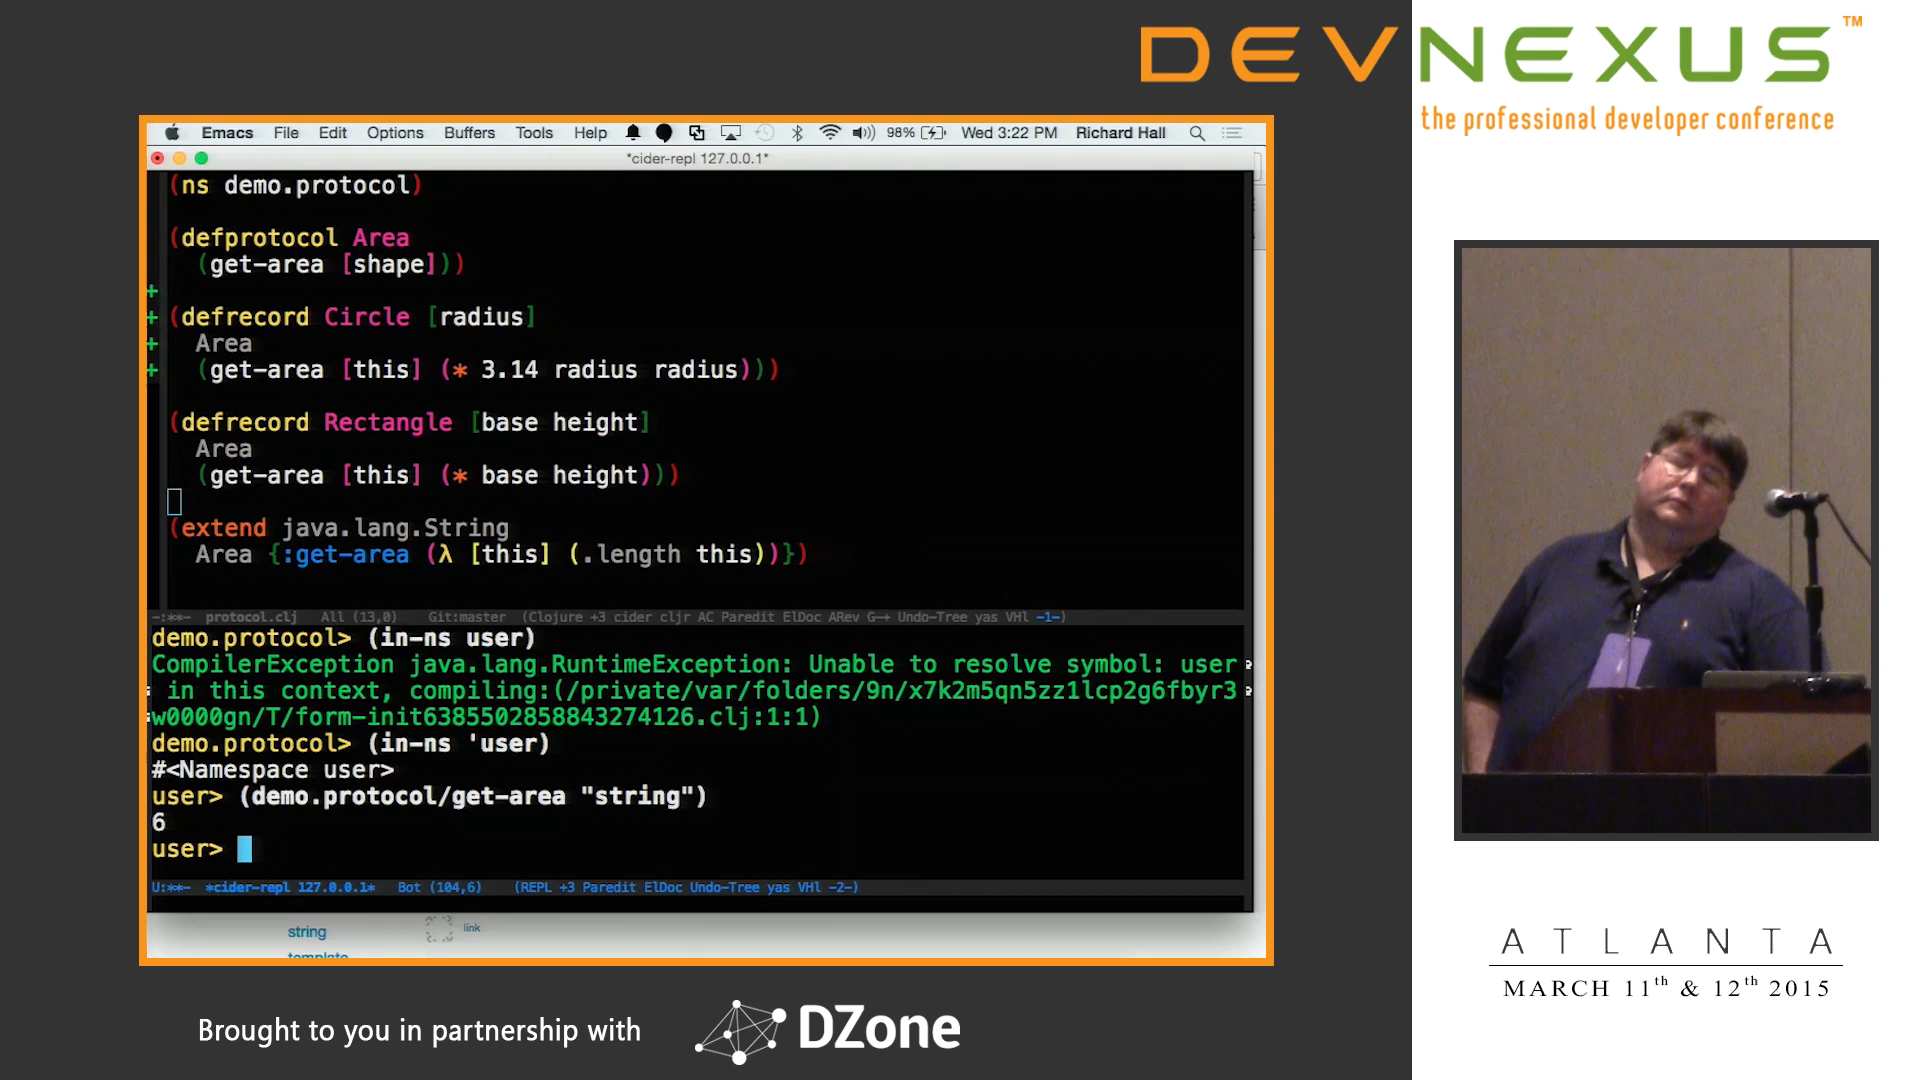 DEVNEXUS™
the professional developer conference
Emacs File Edit Options Buffers Tools Help 98% Wed 3:22 PM Richard Hall
*cider-repl 127.0.0.1*
(ns demo.protocol)
(defprotocol Area
(get-area [shape]))
+
+ (defrecord Circle [radius]
+ Area
+ (get-area [this] (* 3.14 radius radius)))
(defrecord Rectangle [base height]
Area
(get-area [this] (* base height)))
(extend java.lang.String
Area {:get-area (λ [this] (.length this))})
-:**- protocol.clj All (13,0) Git:master (Clojure +3 cider cljr AC Paredit ElDoc ARev G-+ Undo-Tree yas VHl -1-)
demo.protocol> (in-ns user)
CompilerException java.lang.RuntimeException: Unable to resolve symbol: user
in this context, compiling:(/private/var/folders/9n/x7k2m5qn5zz1lcp2g6fbyr3
w0000gn/T/form-init6385502858843274126.clj:1:1)
demo.protocol> (in-ns 'user)
#<Namespace user>
user> (demo.protocol/get-area "string")
6
user>
U:**- *cider-repl 127.0.0.1* Bot (104,6) (REPL +3 Paredit ElDoc Undo-Tree yas VHl -2-)
string link
template
ATLANTA
MARCH 11th & 12th 2015
Brought to you in partnership with DZone